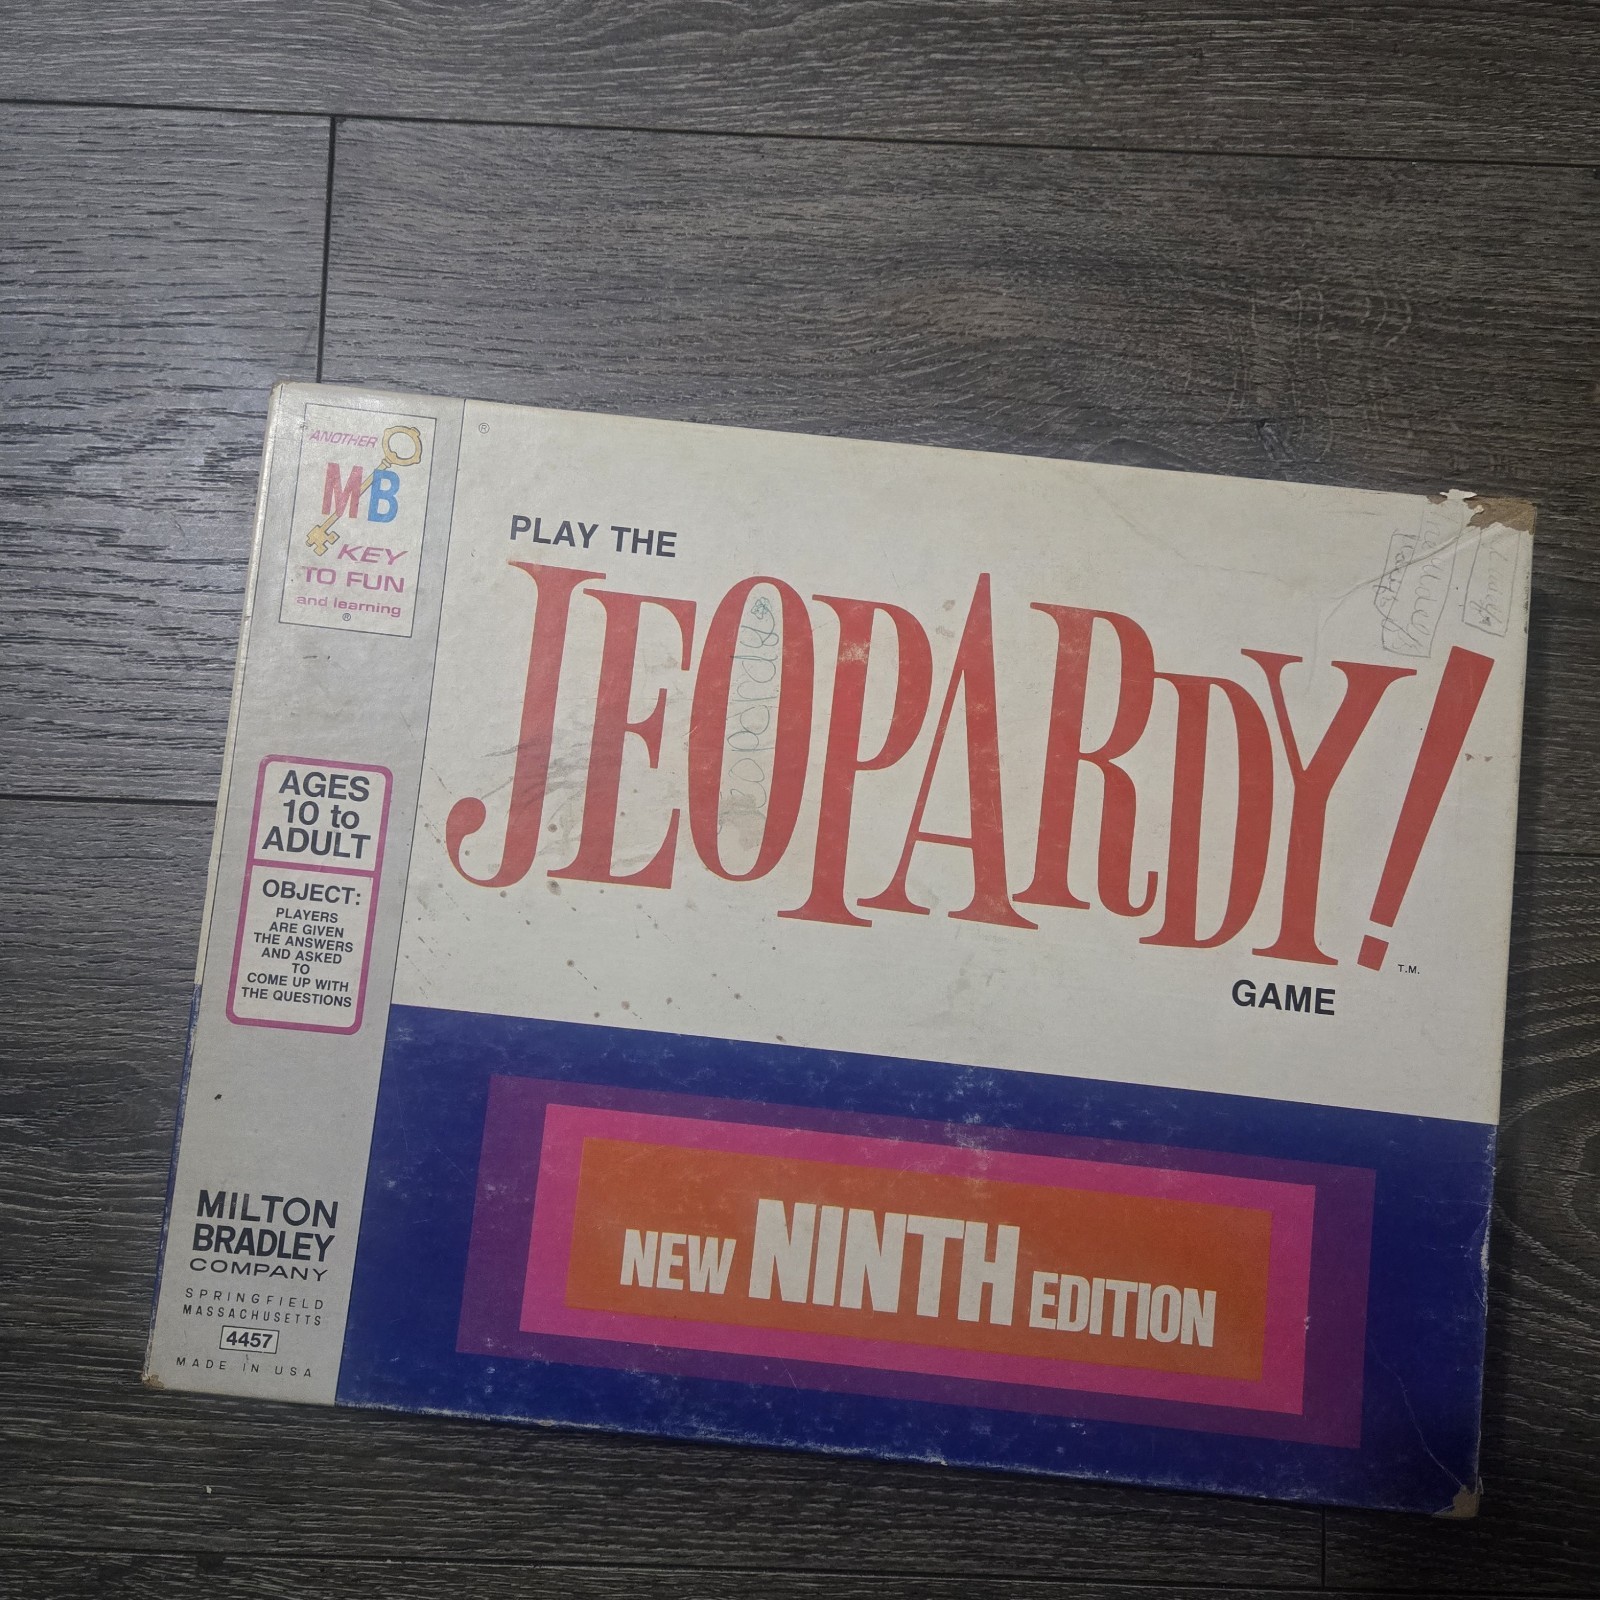 ANOTHER
MB
KEY
TO FUN
and learning
®
®
PLAY THE
JEOPARDY!
T.M.
GAME
AGES
10 to
ADULT
OBJECT:
PLAYERS
ARE GIVEN
THE ANSWERS
AND ASKED
TO
COME UP WITH
THE QUESTIONS
NEW NINTH EDITION
MILTON
BRADLEY
COMPANY
SPRINGFIELD
MASSACHUSETTS
4457
MADE IN USA